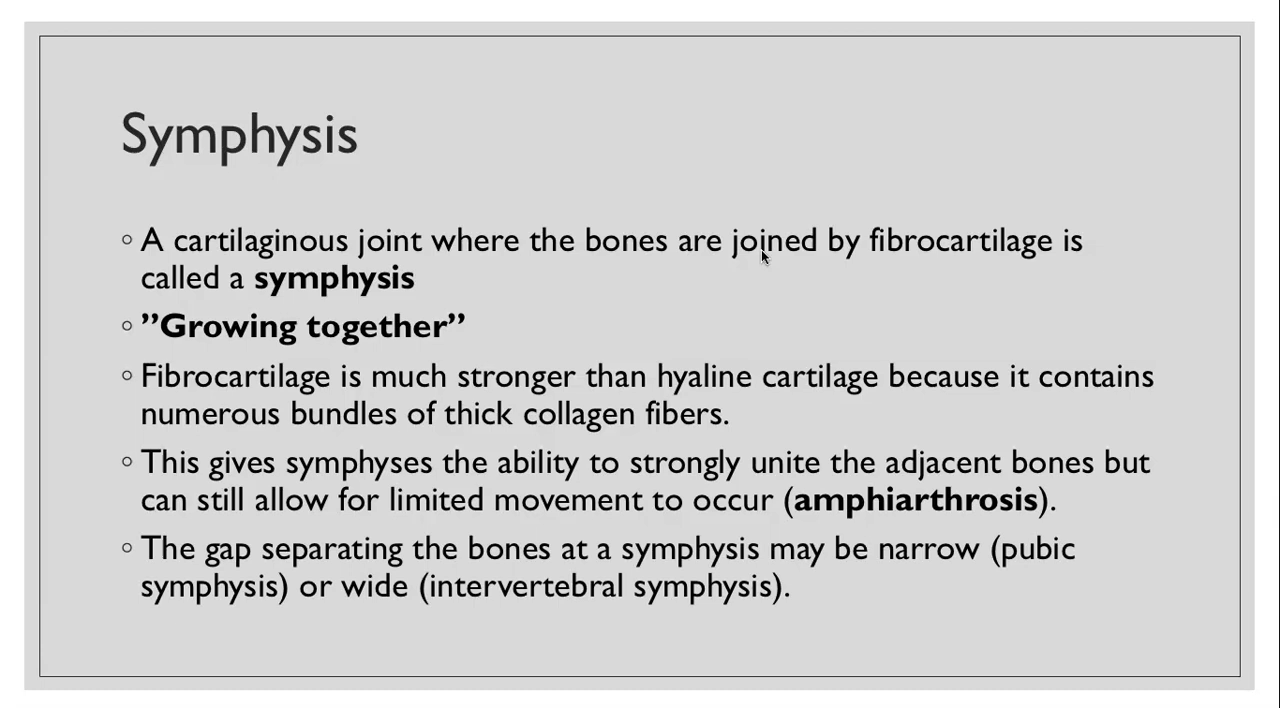 Symphysis
◦ A cartilaginous joint where the bones are joined by fibrocartilage is
called a symphysis
◦ ”Growing together”
◦ Fibrocartilage is much stronger than hyaline cartilage because it contains
numerous bundles of thick collagen fibers.
◦ This gives symphyses the ability to strongly unite the adjacent bones but
can still allow for limited movement to occur (amphiarthrosis).
◦ The gap separating the bones at a symphysis may be narrow (pubic
symphysis) or wide (intervertebral symphysis).